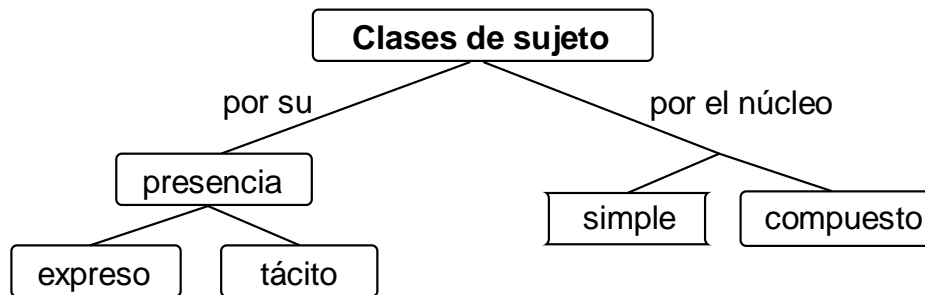 Clases de sujeto
por su
por el núcleo
presencia
simple
compuesto
expreso
tácito